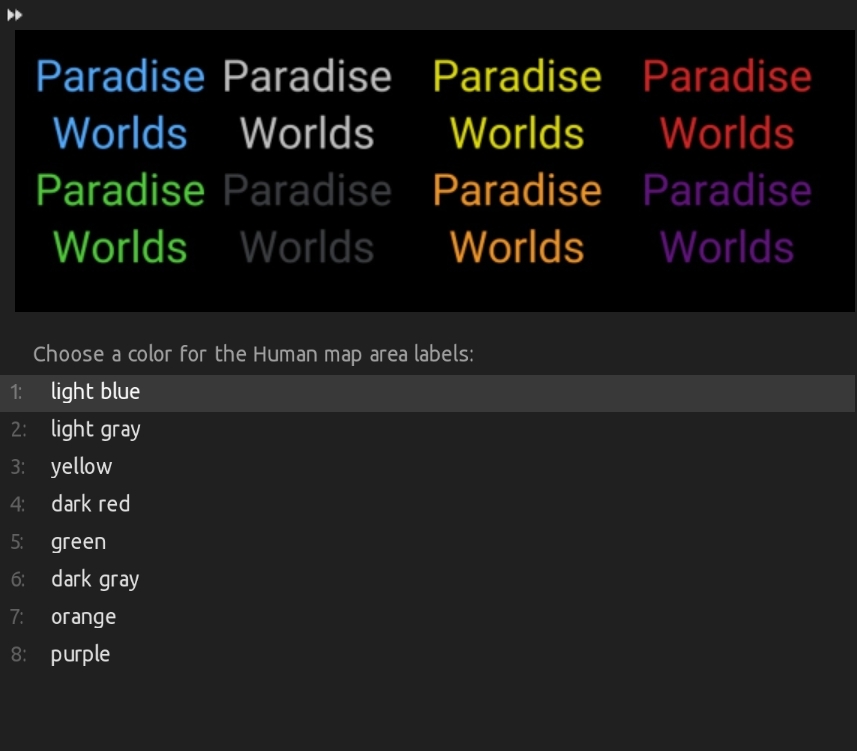 Paradise Paradise Paradise Paradise
Worlds Worlds Worlds Worlds
Paradise Paradise Paradise Paradise
Worlds Worlds Worlds Worlds
Choose a color for the Human map area labels:
1: light blue
2: light gray
3: yellow
4: dark red
5: green
6: dark gray
7: orange
8: purple